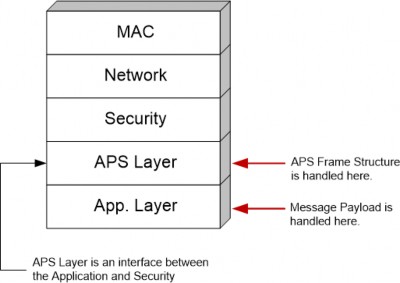 MAC
Network
Security
APS Layer
APS Frame Structure
is handled here.
App. Layer
Message Payload is
handled here.
APS Layer is an interface between
the Application and Security